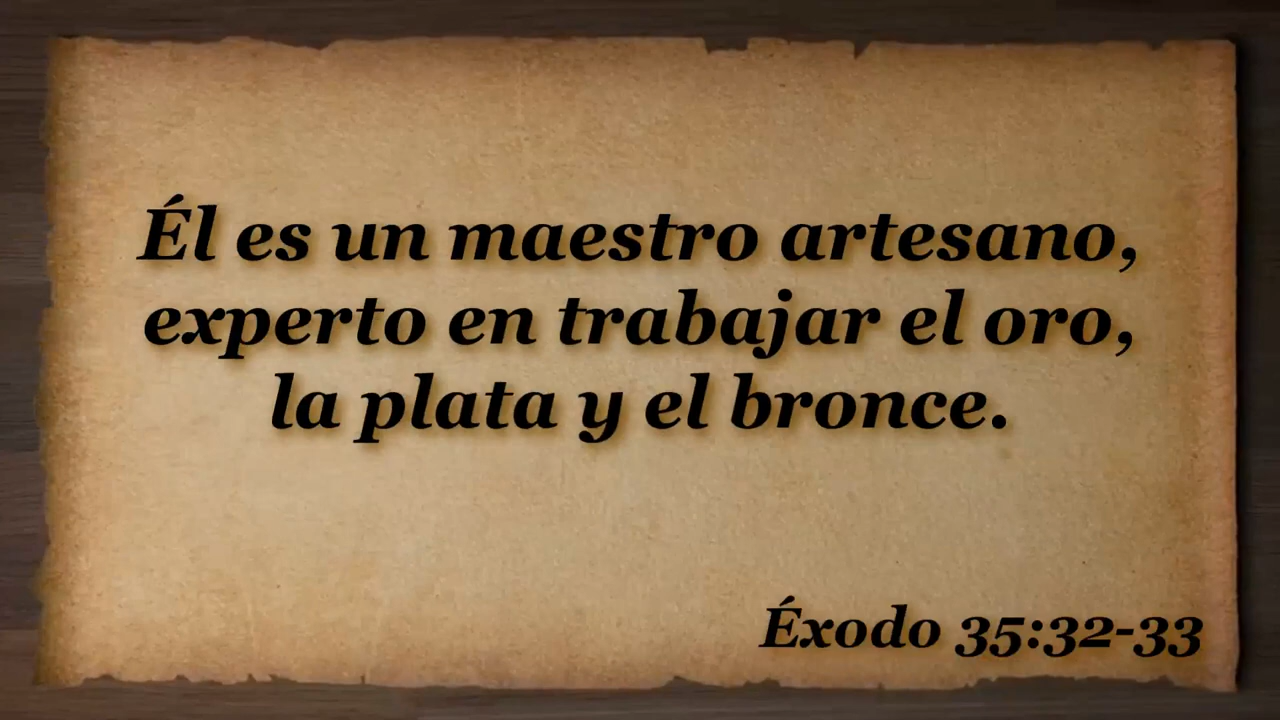 Él es un maestro artesano,
experto en trabajar el oro,
la plata y el bronce.
Éxodo 35:32-33